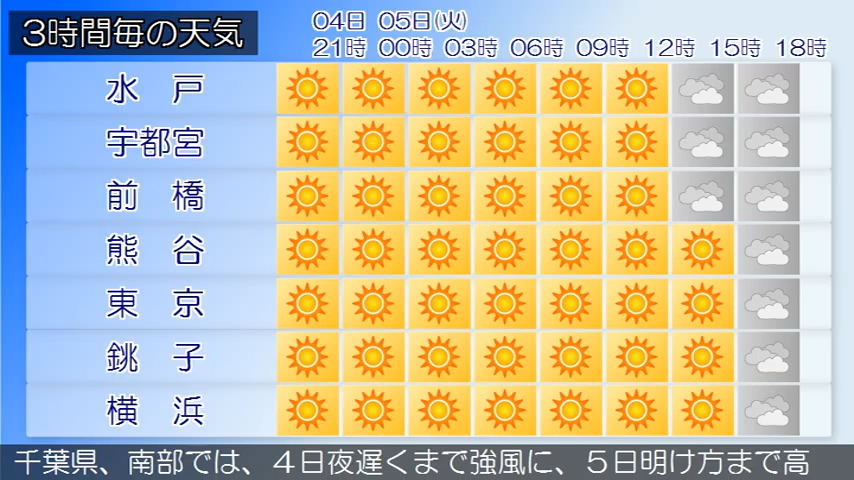 3時間毎の天気
04日 05日(火)
21時 00時 03時 06時 09時 12時 15時 18時
水 戸
宇都宮
前 橋
熊 谷
東 京
銚 子
横 浜
千葉県、南部では、4日夜遅くまで強風に、5日明け方まで高